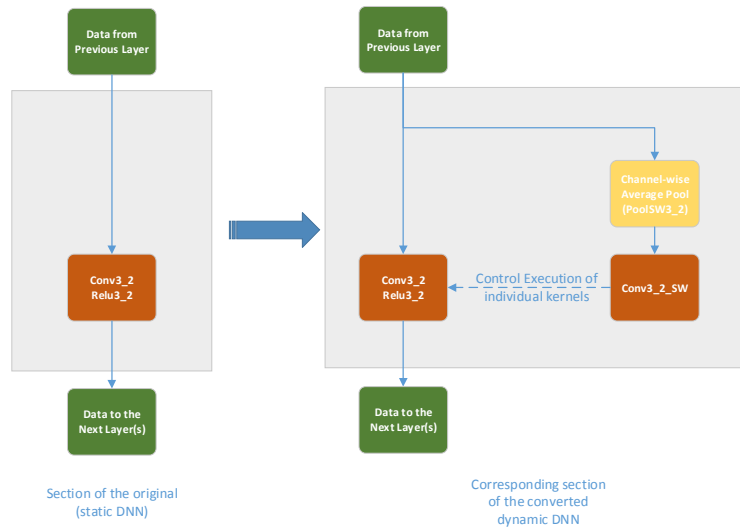 Data from
Previous Layer
Conv3_2
Relu3_2
Data to the
Next Layer(s)
Section of the original
(static DNN)
Data from
Previous Layer
Channel-wise
Average Pool
(PoolSW3_2)
Conv3_2
Relu3_2
Control Execution of
individual kernels
Conv3_2_SW
Data to the
Next Layer(s)
Corresponding section
of the converted
dynamic DNN